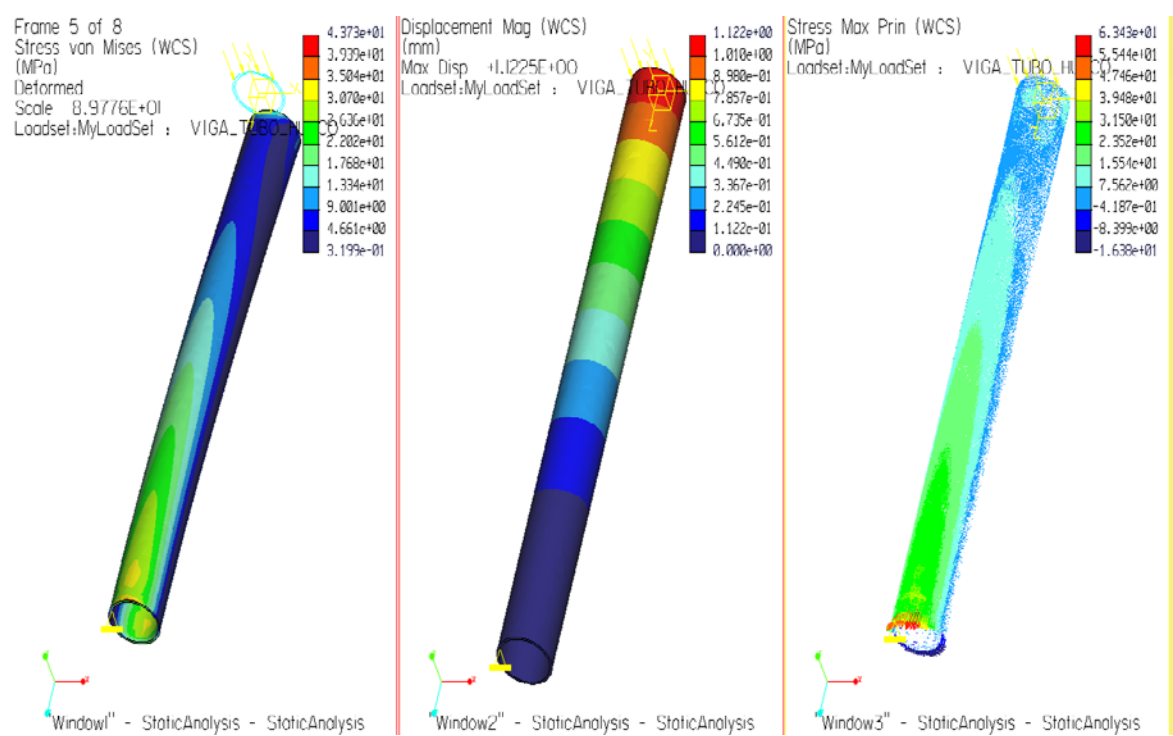 Frame 5 of 8
Stress von Mises (WCS)
(MPa)
Deformed
Scale 8.9776E+01
Loadset:MyLoadSet : VIGA_TUBO_HUECO
4.373e+01
3.939e+01
3.504e+01
3.070e+01
2.636e+01
2.202e+01
1.768e+01
1.334e+01
9.001e+00
4.661e+00
3.199e-01
"Window1" - StaticAnalysis - StaticAnalysis
Displacement Mag (WCS)
(mm)
Max Disp +1.1225E+00
Loadset:MyLoadSet : VIGA_TUBO_HUECO
1.122e+00
1.010e+00
8.980e-01
7.857e-01
6.735e-01
5.612e-01
4.490e-01
3.367e-01
2.245e-01
1.122e-01
0.000e+00
"Window2" - StaticAnalysis - StaticAnalysis
Stress Max Prin (WCS)
(MPa)
Loadset:MyLoadSet : VIGA_TUBO_HUECO
6.343e+01
5.544e+01
4.746e+01
3.948e+01
3.150e+01
2.352e+01
1.554e+01
7.562e+00
-4.187e-01
-8.399e+00
-1.638e+01
"Window3" - StaticAnalysis - StaticAnalysis